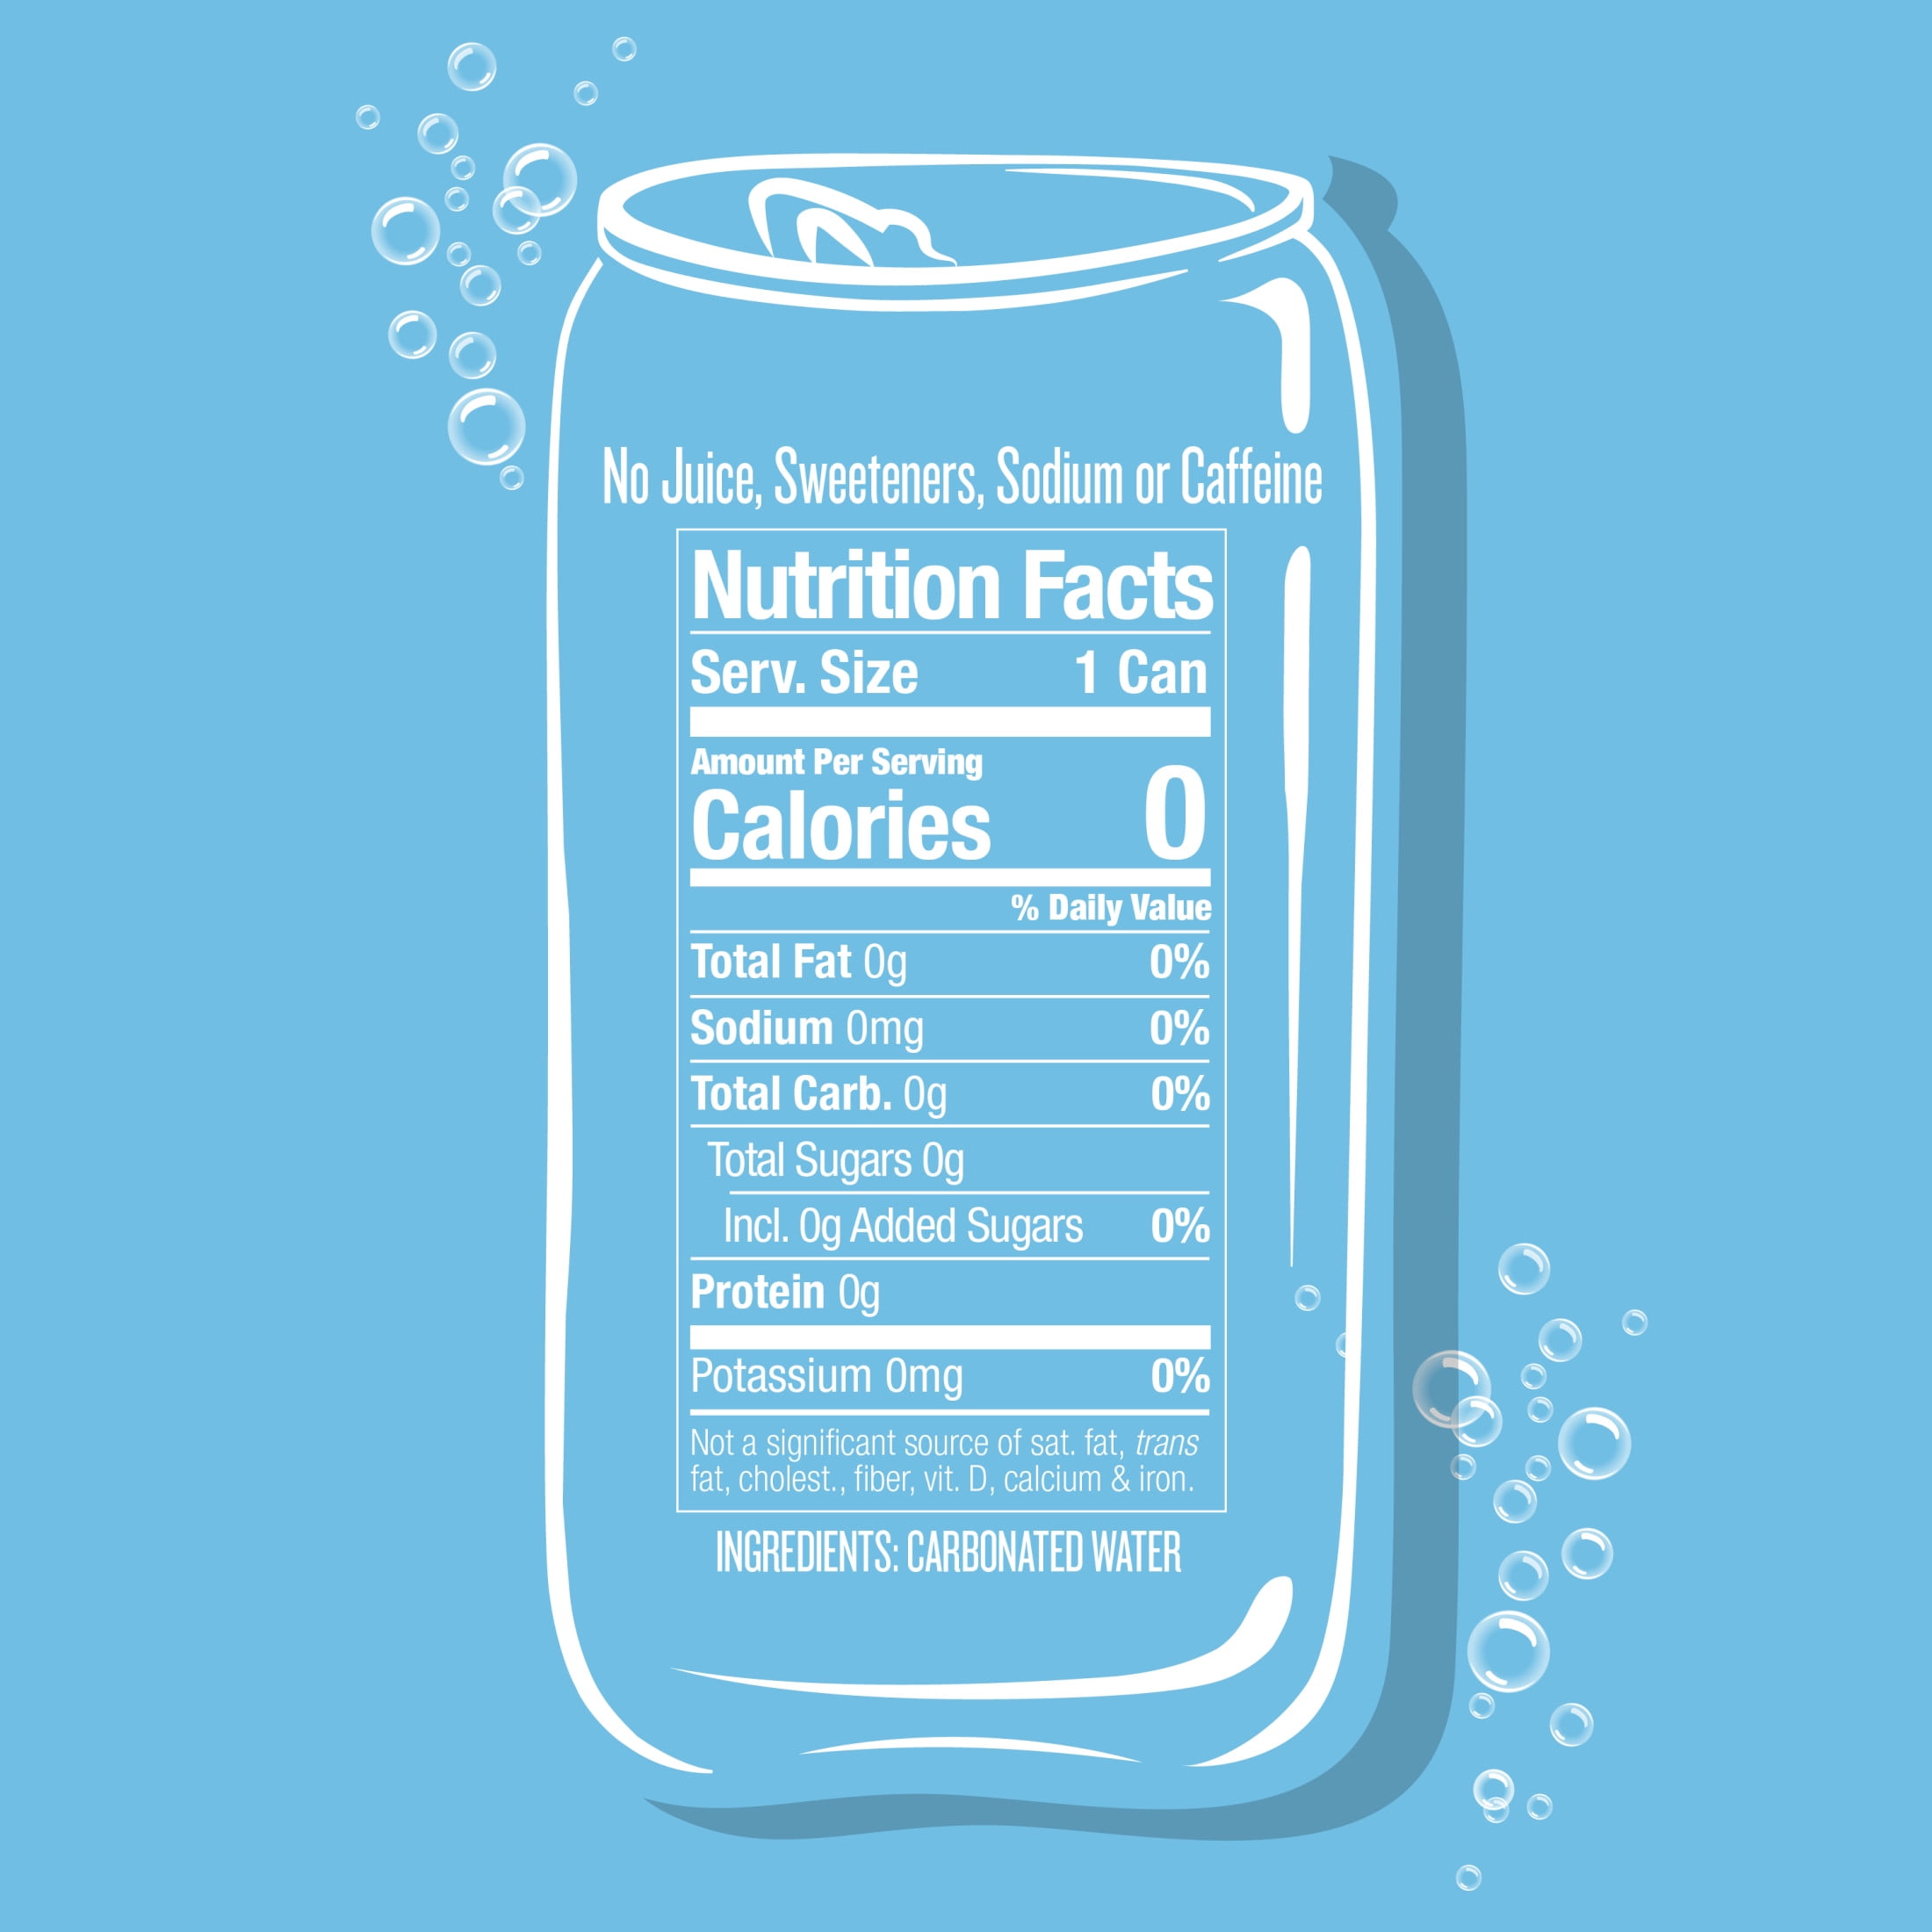 No Juice, Sweeteners, Sodium or Caffeine
Nutrition Facts
Serv. Size 1 Can
Amount Per Serving
Calories 0
% Daily Value
Total Fat 0g 0%
Sodium 0mg 0%
Total Carb. 0g 0%
Total Sugars 0g
Incl. 0g Added Sugars 0%
Protein 0g
Potassium 0mg 0%
Not a significant source of sat. fat, trans
fat, cholest., fiber, vit. D, calcium & iron.
INGREDIENTS: CARBONATED WATER